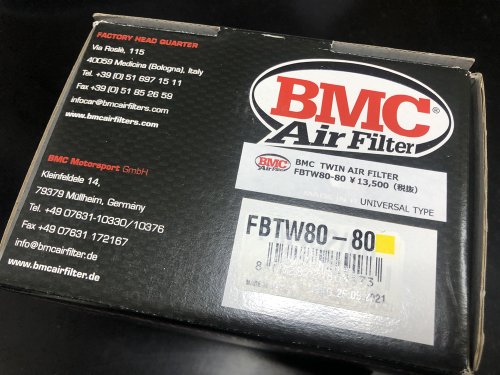 FACTORY HEAD QUARTER
Via Roslè, 115
40059 Medicina (Bologna), Italy
Tel. +39 (0) 51 697 15 11
Fax +39 (0) 51 85 26 59
infocar@bmcairfilters.com
www.bmcairfilters.com
BMC Motorsport GmbH
Kleinfeldele 14,
79379 Müllheim, Germany
Tel +49 07631-10330/10376
Fax +49 07631 172167
info@bmcairfilter.de
www.bmcairfilter.de
BMC®
Air Filter
BMC
Air Filter
BMC TWIN AIR FILTER
FBTW80-80 ¥13,500 (税抜)
UNIVERSAL TYPE
FBTW80-80